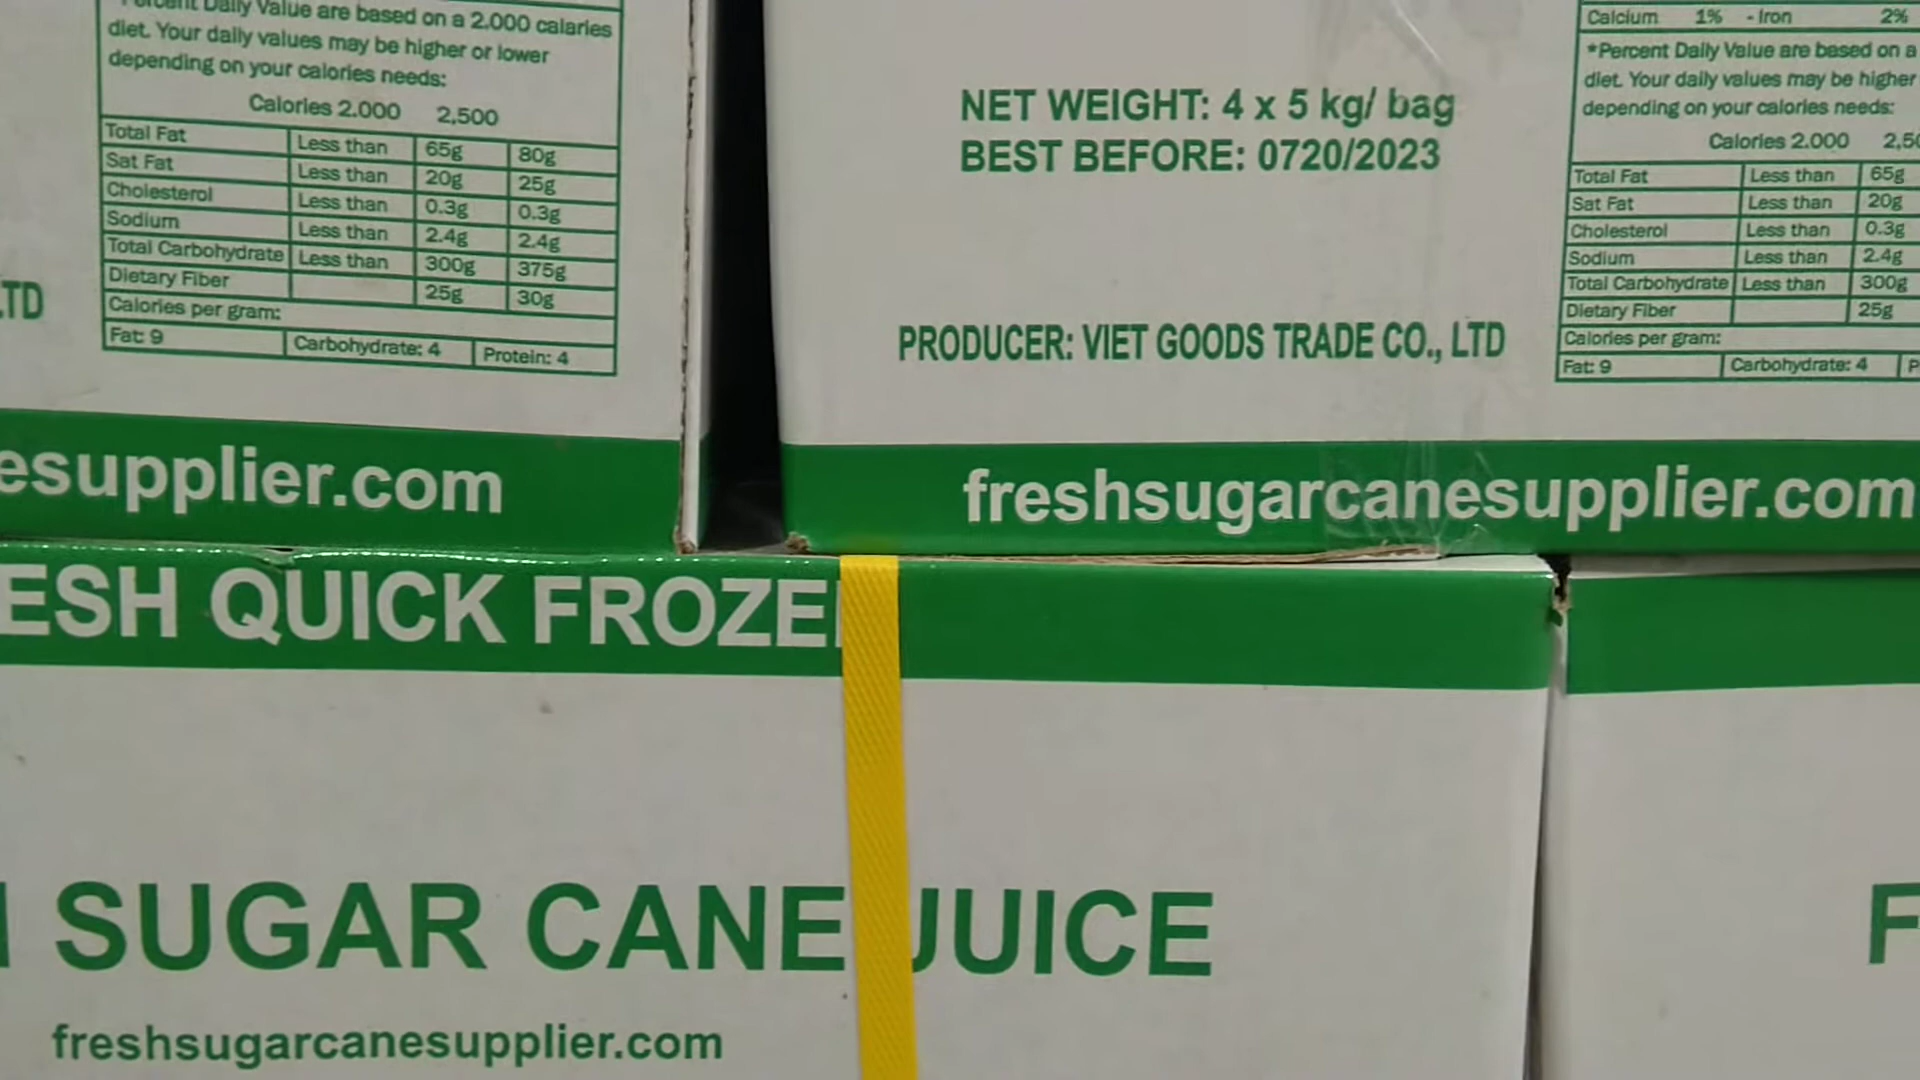 Percent Daily Value are based on a 2.000 calaries
diet. Your daily values may be higher or lower
depending on your calories needs:
Calories 2.000 2,500
Total Fat Less than 65g 80g
Sat Fat Less than 20g 25g
Cholesterol Less than 0.3g 0.3g
Sodium Less than 2.4g 2.4g
Total Carbohydrate Less than 300g 375g
Dietary Fiber 25g 30g
Calories per gram:
Fat: 9 Carbohydrate: 4 Protein: 4
LTD
esupplier.com
NET WEIGHT: 4 x 5 kg/ bag
BEST BEFORE: 0720/2023
PRODUCER: VIET GOODS TRADE CO., LTD
Calcium 1% - Iron 2%
*Percent Daily Value are based on a
diet. Your daily values may be higher
depending on your calories needs:
Calories 2.000 2,50
Total Fat Less than 65g
Sat Fat Less than 20g
Cholesterol Less than 0.3g
Sodium Less than 2.4g
Total Carbohydrate Less than 300g
Dietary Fiber 25g
Calories per gram:
Fat: 9 Carbohydrate: 4 P
freshsugarcanesupplier.com
ESH QUICK FROZE
SUGAR CANE JUICE
freshsugarcanesupplier.com
F